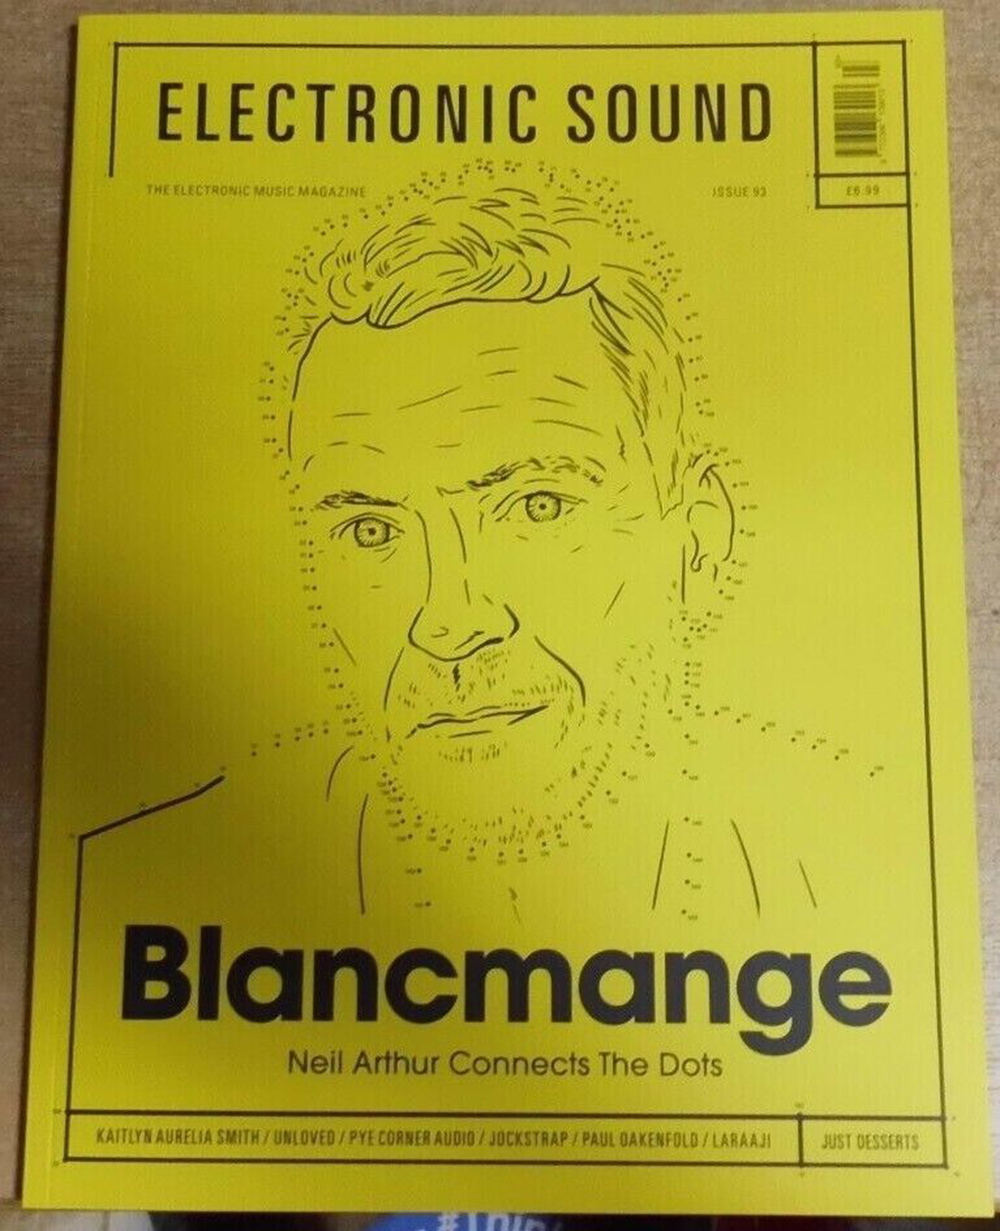 ELECTRONIC SOUND
THE ELECTRONIC MUSIC MAGAZINE
ISSUE 93
£6.99
Blancmange
Neil Arthur Connects The Dots
KAITLYN AURELIA SMITH / UNLOVED / PYE CORNER AUDIO / JOCKSTRAP / PAUL OAKENFOLD / LARAAJI
JUST DESSERTS